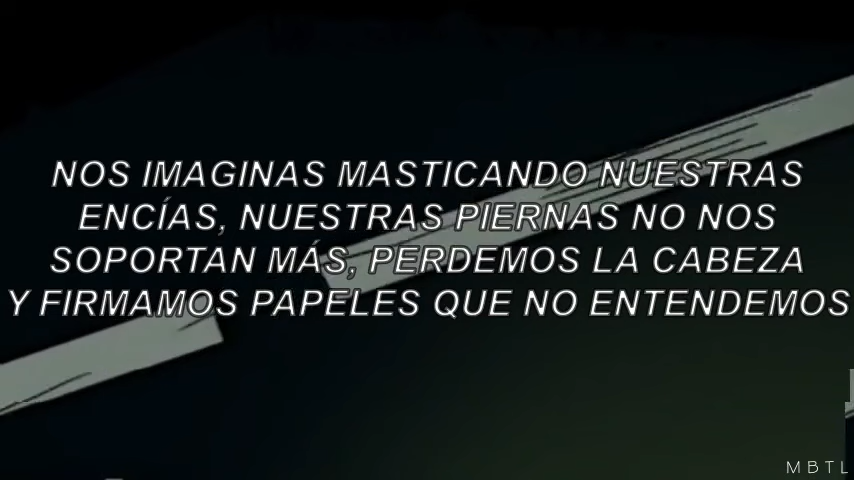 NOS IMAGINAS MASTICANDO NUESTRAS
ENCÍAS, NUESTRAS PIERNAS NO NOS
SOPORTAN MÁS, PERDEMOS LA CABEZA
Y FIRMAMOS PAPELES QUE NO ENTENDEMOS
MBTL